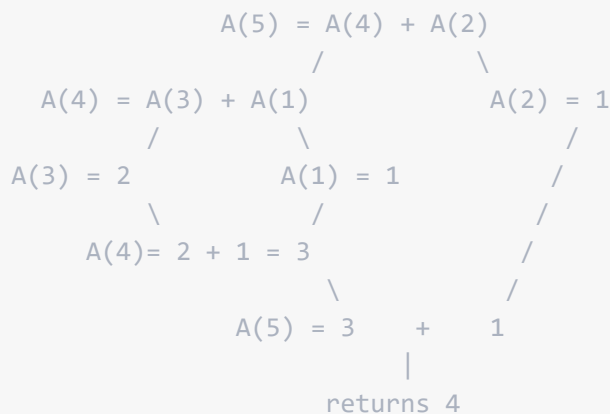 A(5) = A(4) + A(2)
/ \
A(4) = A(3) + A(1) A(2) = 1
/ \ /
A(3) = 2 A(1) = 1 /
\ / /
A(4)= 2 + 1 = 3 /
\ /
A(5) = 3 + 1
|
returns 4